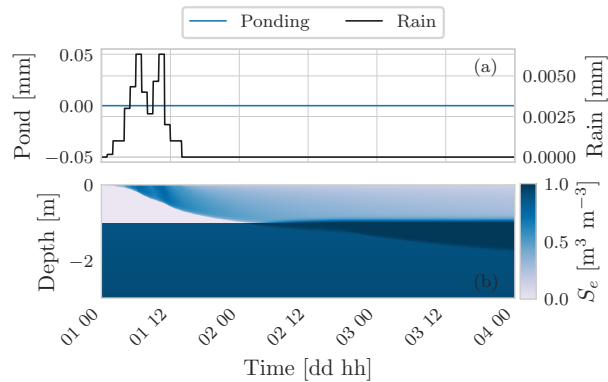 Ponding Rain
0.05
0.00
−0.05
Pond [mm]
(a)
0.0050
0.0025
0.0000
Rain [mm]
0
−2
Depth [m]
(b)
1.0
0.5
0.0
S_e [m³ m⁻³]
01 00 01 12 02 00 02 12 03 00 03 12 04 00
Time [dd hh]